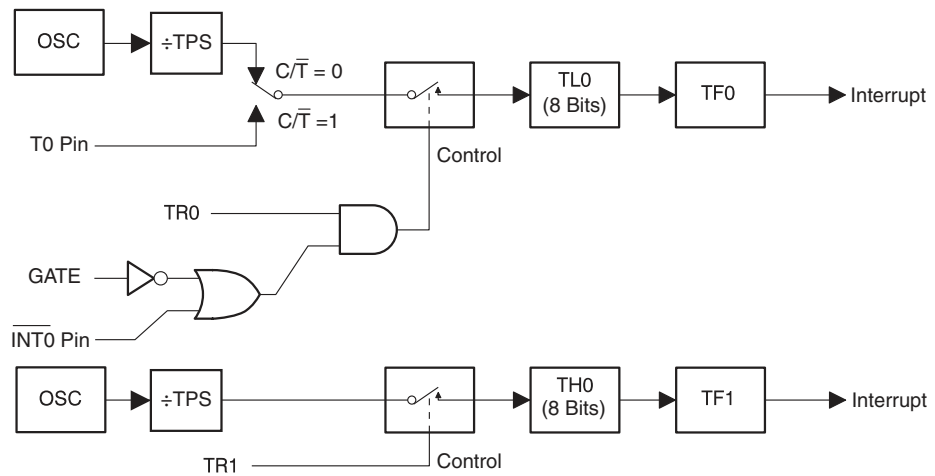 OSC
÷TPS
C/T̅ = 0
C/T̅ =1
T0 Pin
TL0
(8 Bits)
TF0
Interrupt
Control
TR0
GATE
I̅N̅T̅0̅ Pin
OSC
÷TPS
TH0
(8 Bits)
TF1
Interrupt
TR1
Control